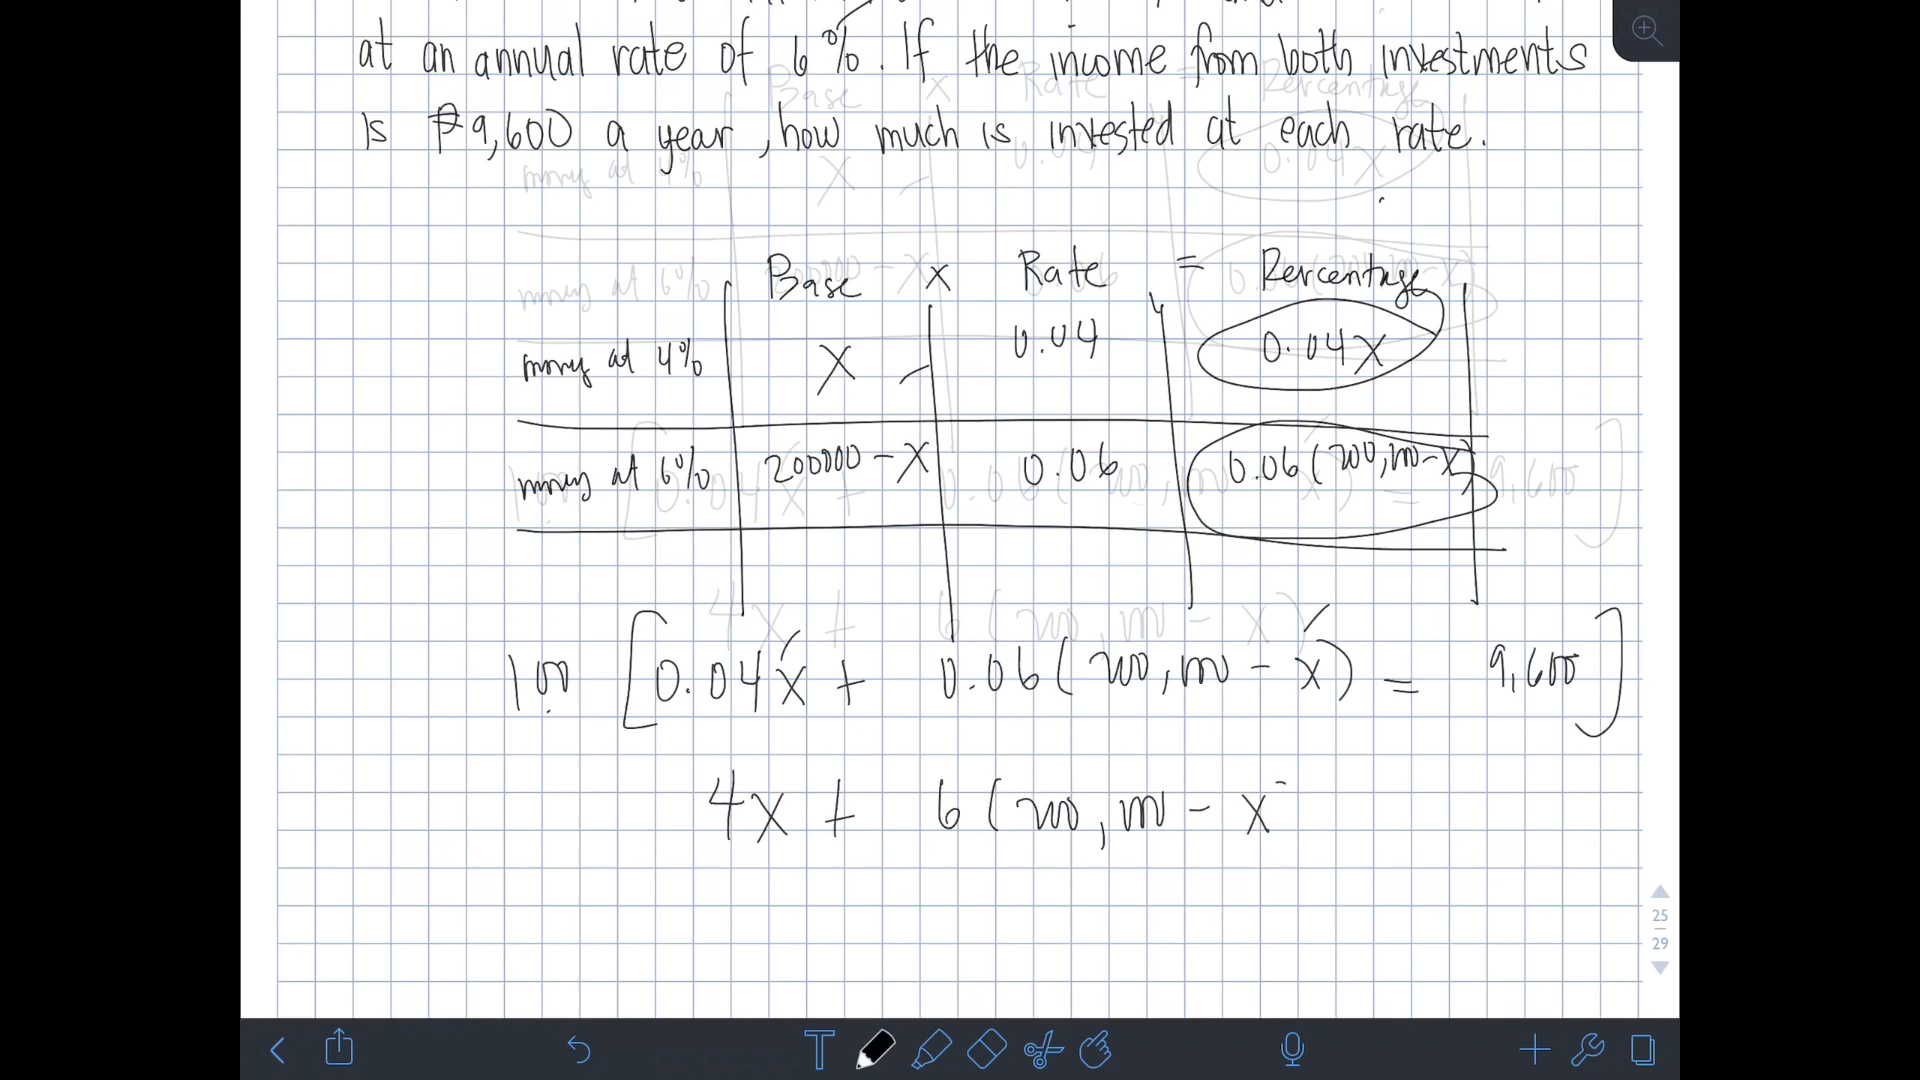 at an annual rate of 6%. If the income from both investments
is ₱9,600 a year, how much is invested at each rate.
Base x Rate = Percentage
money at 4% X 0.04 0.04X
money at 6% 200000 - X 0.06 0.06 (200,000 - X)
100 [0.04x + 0.06 (200,000 - x) = 9,600]
4x + 6 (200,000 - x
25
29